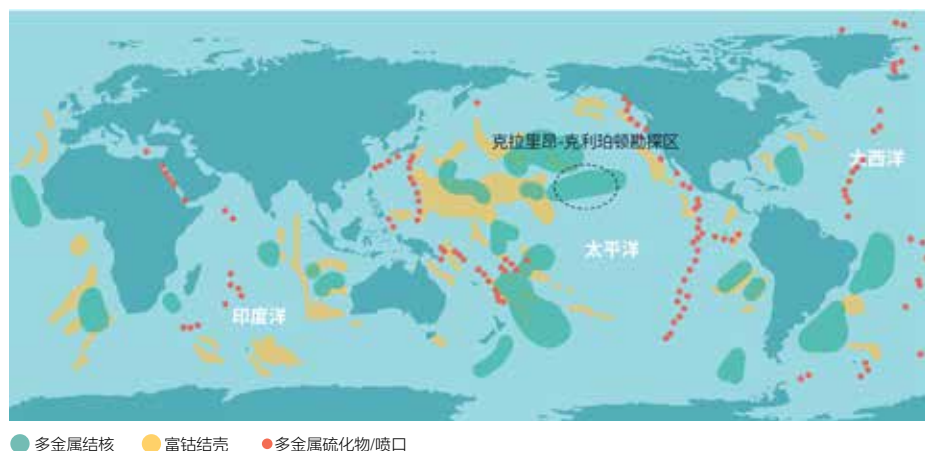 克拉里昂-克利珀顿勘探区
大西洋
太平洋
印度洋
多金属结核 富钴结壳 多金属硫化物/喷口